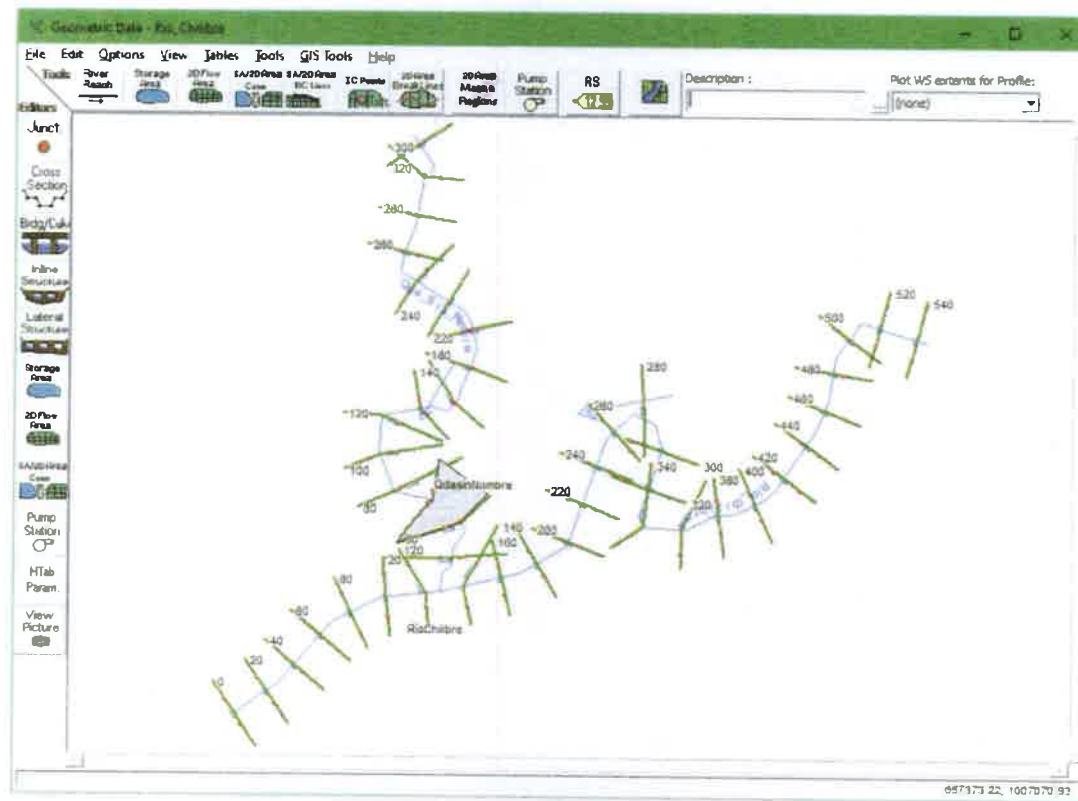 Geometric Data - Rio_Chilibre
File Edit Options View Tables Tools GIS Tools Help
Tools
River Reach
Storage Area
2D Flow Area
SA/2D Area Conn
SA/2D Area BC Lines
IC Points
2D Area Break Lines
2D Area Mann n Regions
Pump Station
RS
Description :
Plot WS extents for Profile:
(none)
Editors
Junct
Cross Section
Brdg/Culv
Inline Structure
Lateral Structure
Storage Area
2D Flow Area
SA/2D Area Conn
Pump Station
HTab Param.
View Picture
300
120
280
260
240
220
180
140
120
100
80
QdasinNombre
520
540
500
480
460
440
420
400
380
300
320
340
280
260
240
220
200
140
160
120
20
80
60
40
20
0
RioChilibre